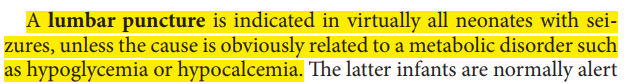 A lumbar puncture is indicated in virtually all neonates with sei-
zures, unless the cause is obviously related to a metabolic disorder such
as hypoglycemia or hypocalcemia. The latter infants are normally alert